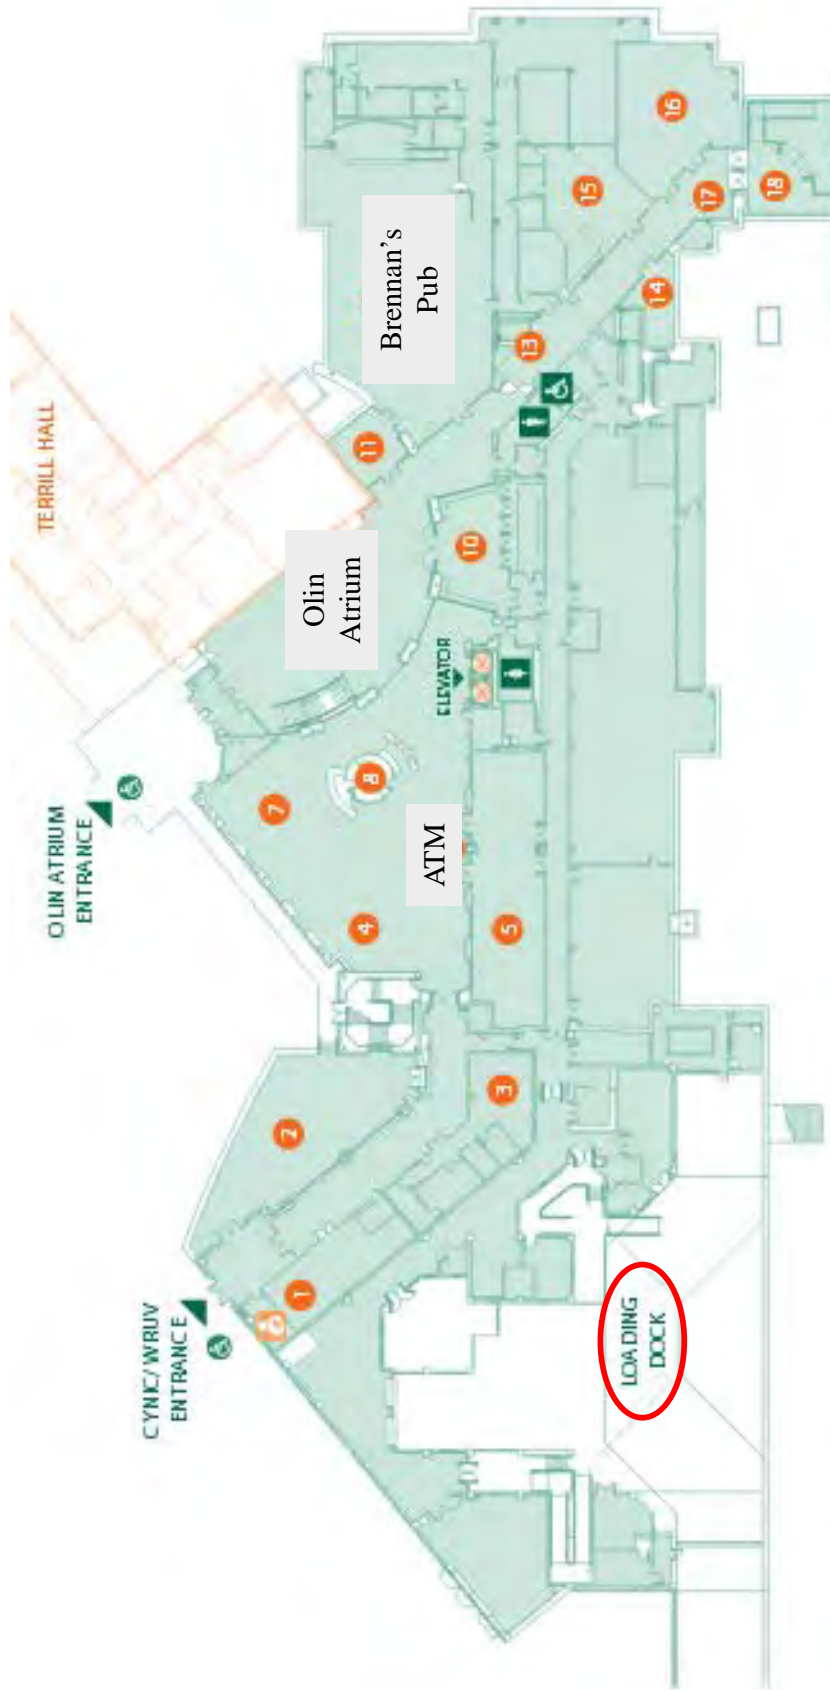 TERRILL HALL
OLIN ATRIUM
ENTRANCE
CYNIC/WRUV
ENTRANCE
7
2
1
Olin
Atrium
4
8
11
Brennan's
Pub
ATM
ELEVATOR
10
3
5
13
15
LOADING
DOCK
14
16
17
18